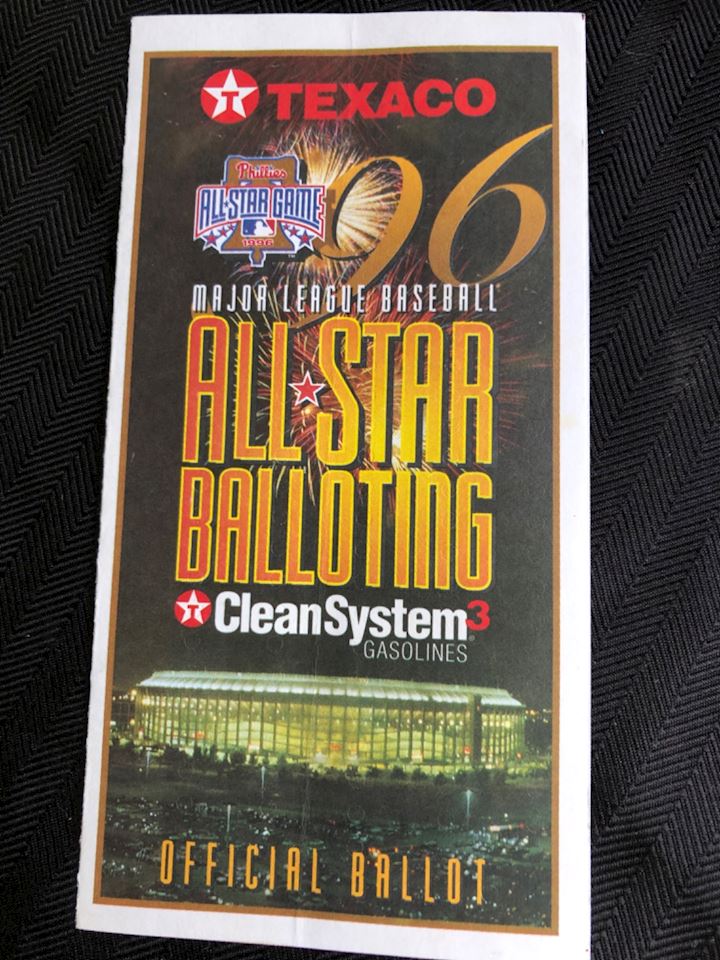 TEXACO
96
Phillies
ALL-STAR GAME
1996
MAJOR LEAGUE BASEBALL
ALL★STAR
BALLOTING
CleanSystem3
GASOLINES
OFFICIAL BALLOT